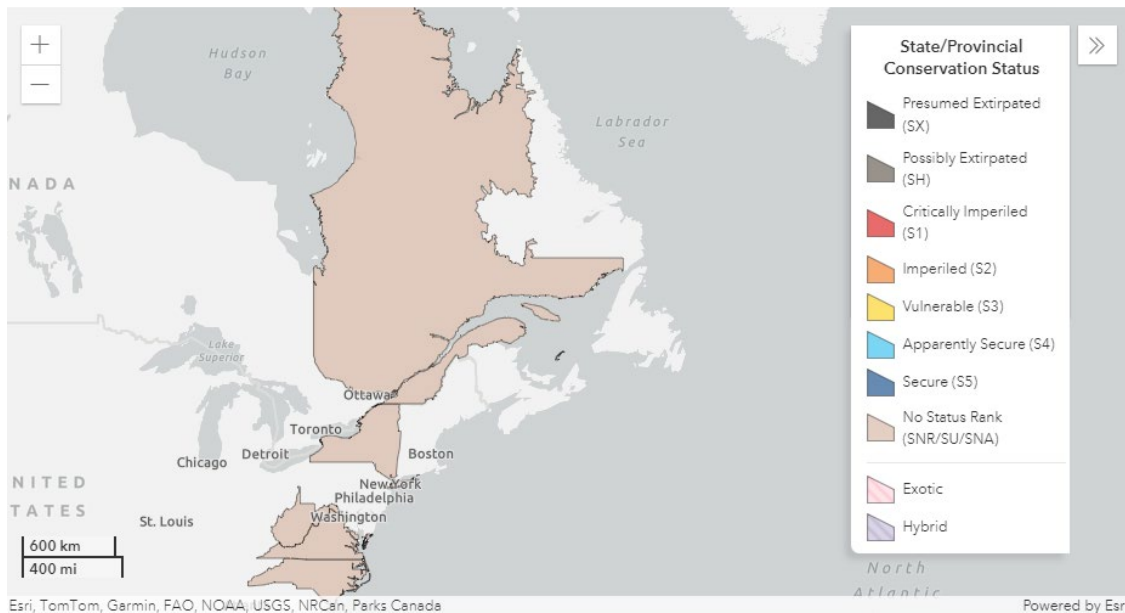 +
−
Hudson
Bay
Labrador
Sea
NADA
Lake
Superior
Ottawa
Toronto
Chicago
Detroit
Boston
New York
Philadelphia
Washington
NITED
TATES
St. Louis
600 km
400 mi
North
Atlantic
State/Provincial
Conservation Status
Presumed Extirpated
(SX)
Possibly Extirpated
(SH)
Critically Imperiled
(S1)
Imperiled (S2)
Vulnerable (S3)
Apparently Secure (S4)
Secure (S5)
No Status Rank
(SNR/SU/SNA)
Exotic
Hybrid
Esri, TomTom, Garmin, FAO, NOAA, USGS, NRCan, Parks Canada
Powered by Esr